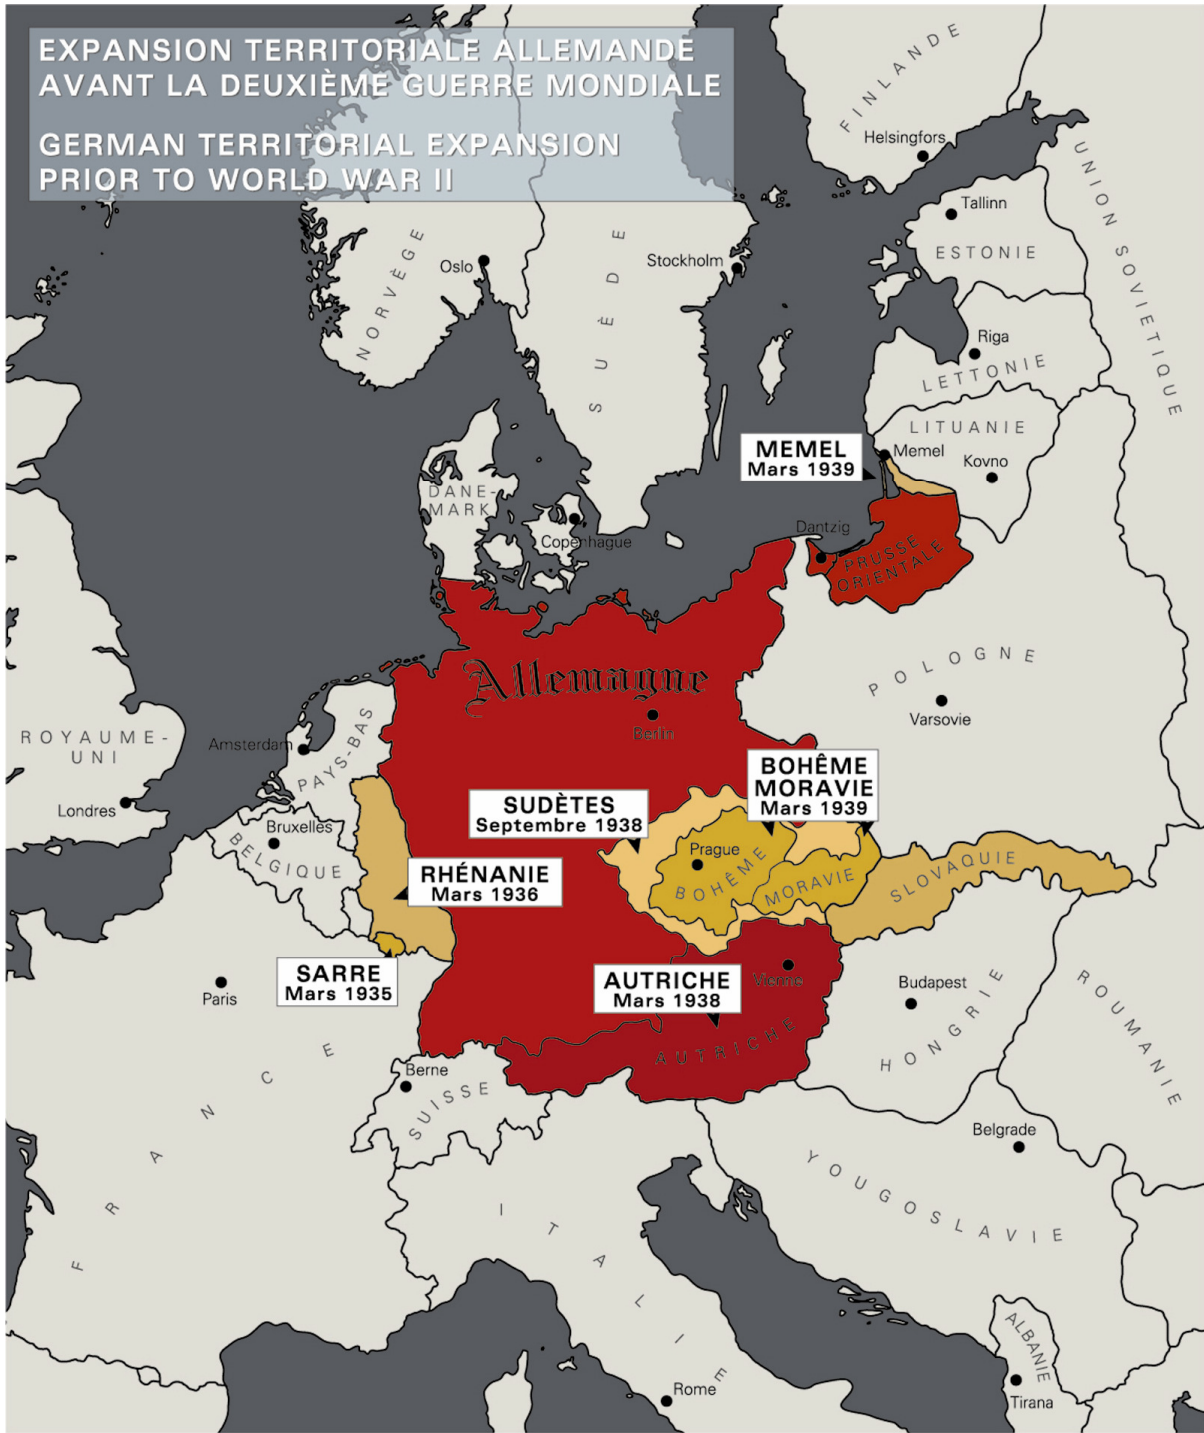 EXPANSION TERRITORIALE ALLEMANDE
AVANT LA DEUXIÈME GUERRE MONDIALE
GERMAN TERRITORIAL EXPANSION
PRIOR TO WORLD WAR II
FINLANDE
Helsingfors
UNION SOVIETIQUE
Tallinn
ESTONIE
NORVÈGE
Oslo
SUÈDE
Stockholm
Riga
LETTONIE
LITUANIE
MEMEL
Mars 1939
Memel
Kovno
DANE-
MARK
Copenhague
Dantzig
PRUSSE
ORIENTALE
Allemagne
Berlin
POLOGNE
Varsovie
ROYAUME-
UNI
Londres
Amsterdam
PAYS-BAS
Bruxelles
BELGIQUE
SUDÈTES
Septembre 1938
BOHÊME
MORAVIE
Mars 1939
Prague
BOHÊME
MORAVIE
SLOVAQUIE
RHÉNANIE
Mars 1936
SARRE
Mars 1935
AUTRICHE
Mars 1938
Vienne
AUTRICHE
Paris
FRANCE
Berne
SUISSE
Budapest
HONGRIE
ROUMANIE
Belgrade
YOUGOSLAVIE
ITALIE
Rome
ALBANIE
Tirana